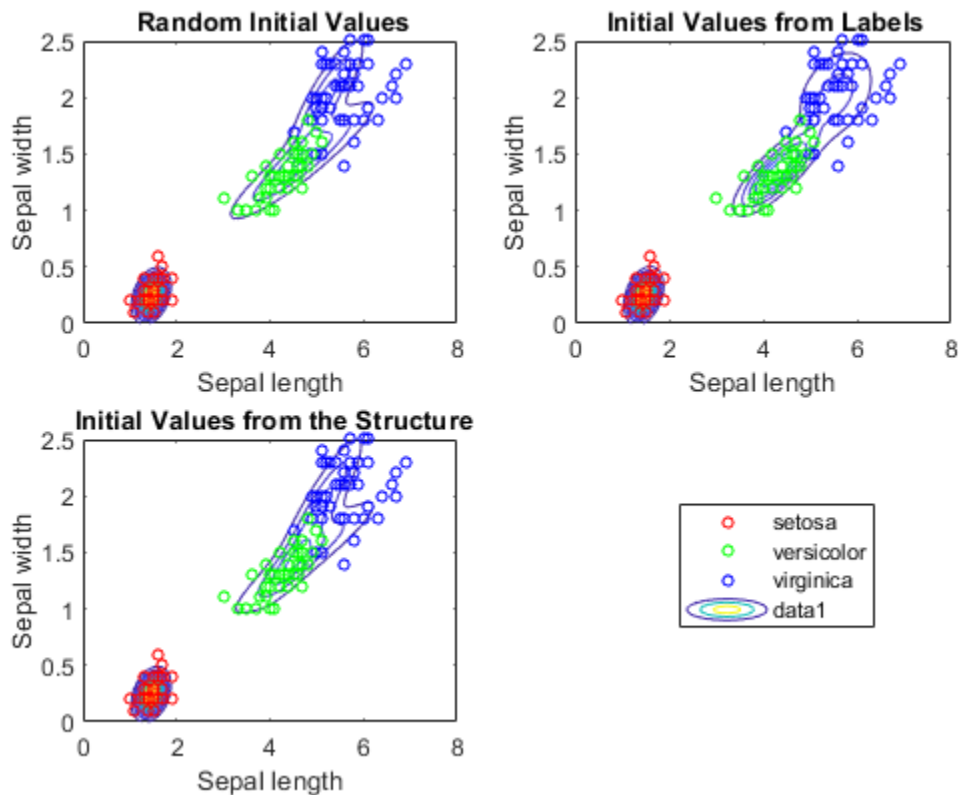 Random Initial Values
2.5
2
1.5
1
0.5
0
Sepal width
0 2 4 6 8
Sepal length
Initial Values from Labels
2.5
2
1.5
1
0.5
0
Sepal width
0 2 4 6 8
Sepal length
Initial Values from the Structure
2.5
2
1.5
1
0.5
0
Sepal width
0 2 4 6 8
Sepal length
setosa
versicolor
virginica
data1